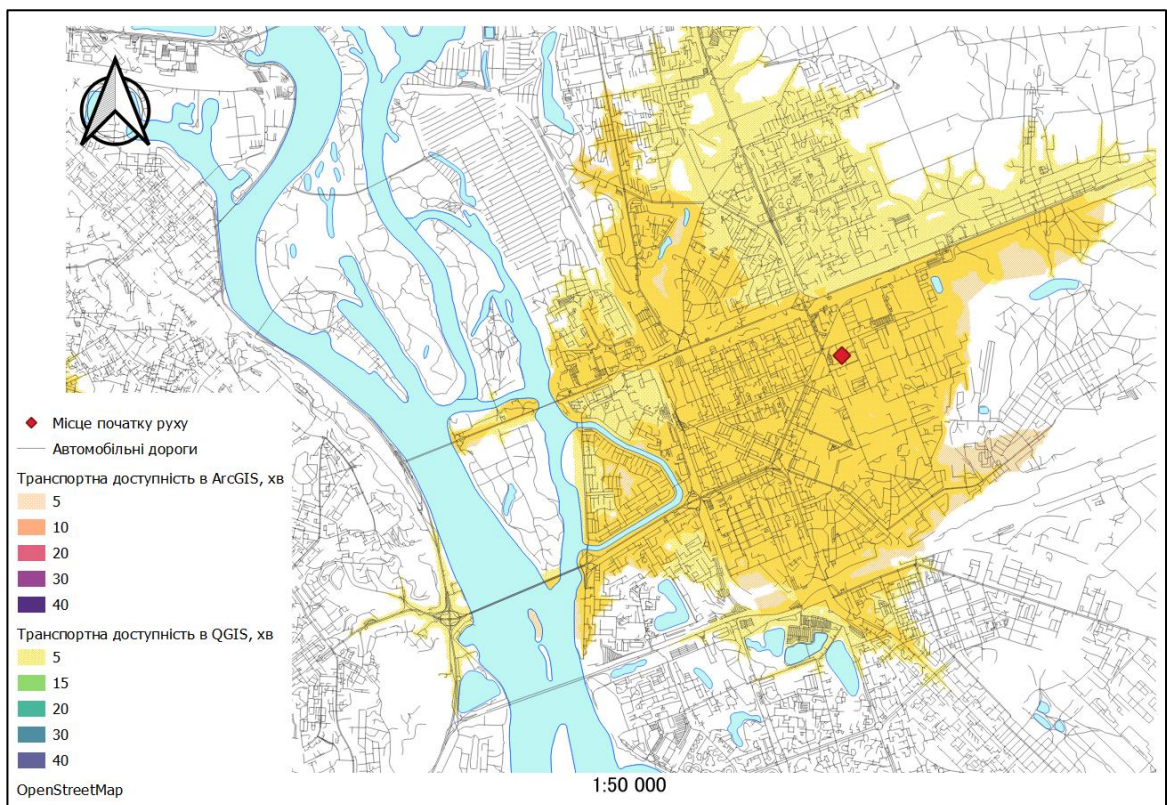 Місце початку руху
Автомобільні дороги
Транспортна доступність в ArcGIS, хв
5
10
20
30
40
Транспортна доступність в QGIS, хв
5
15
20
30
40
OpenStreetMap
1:50 000